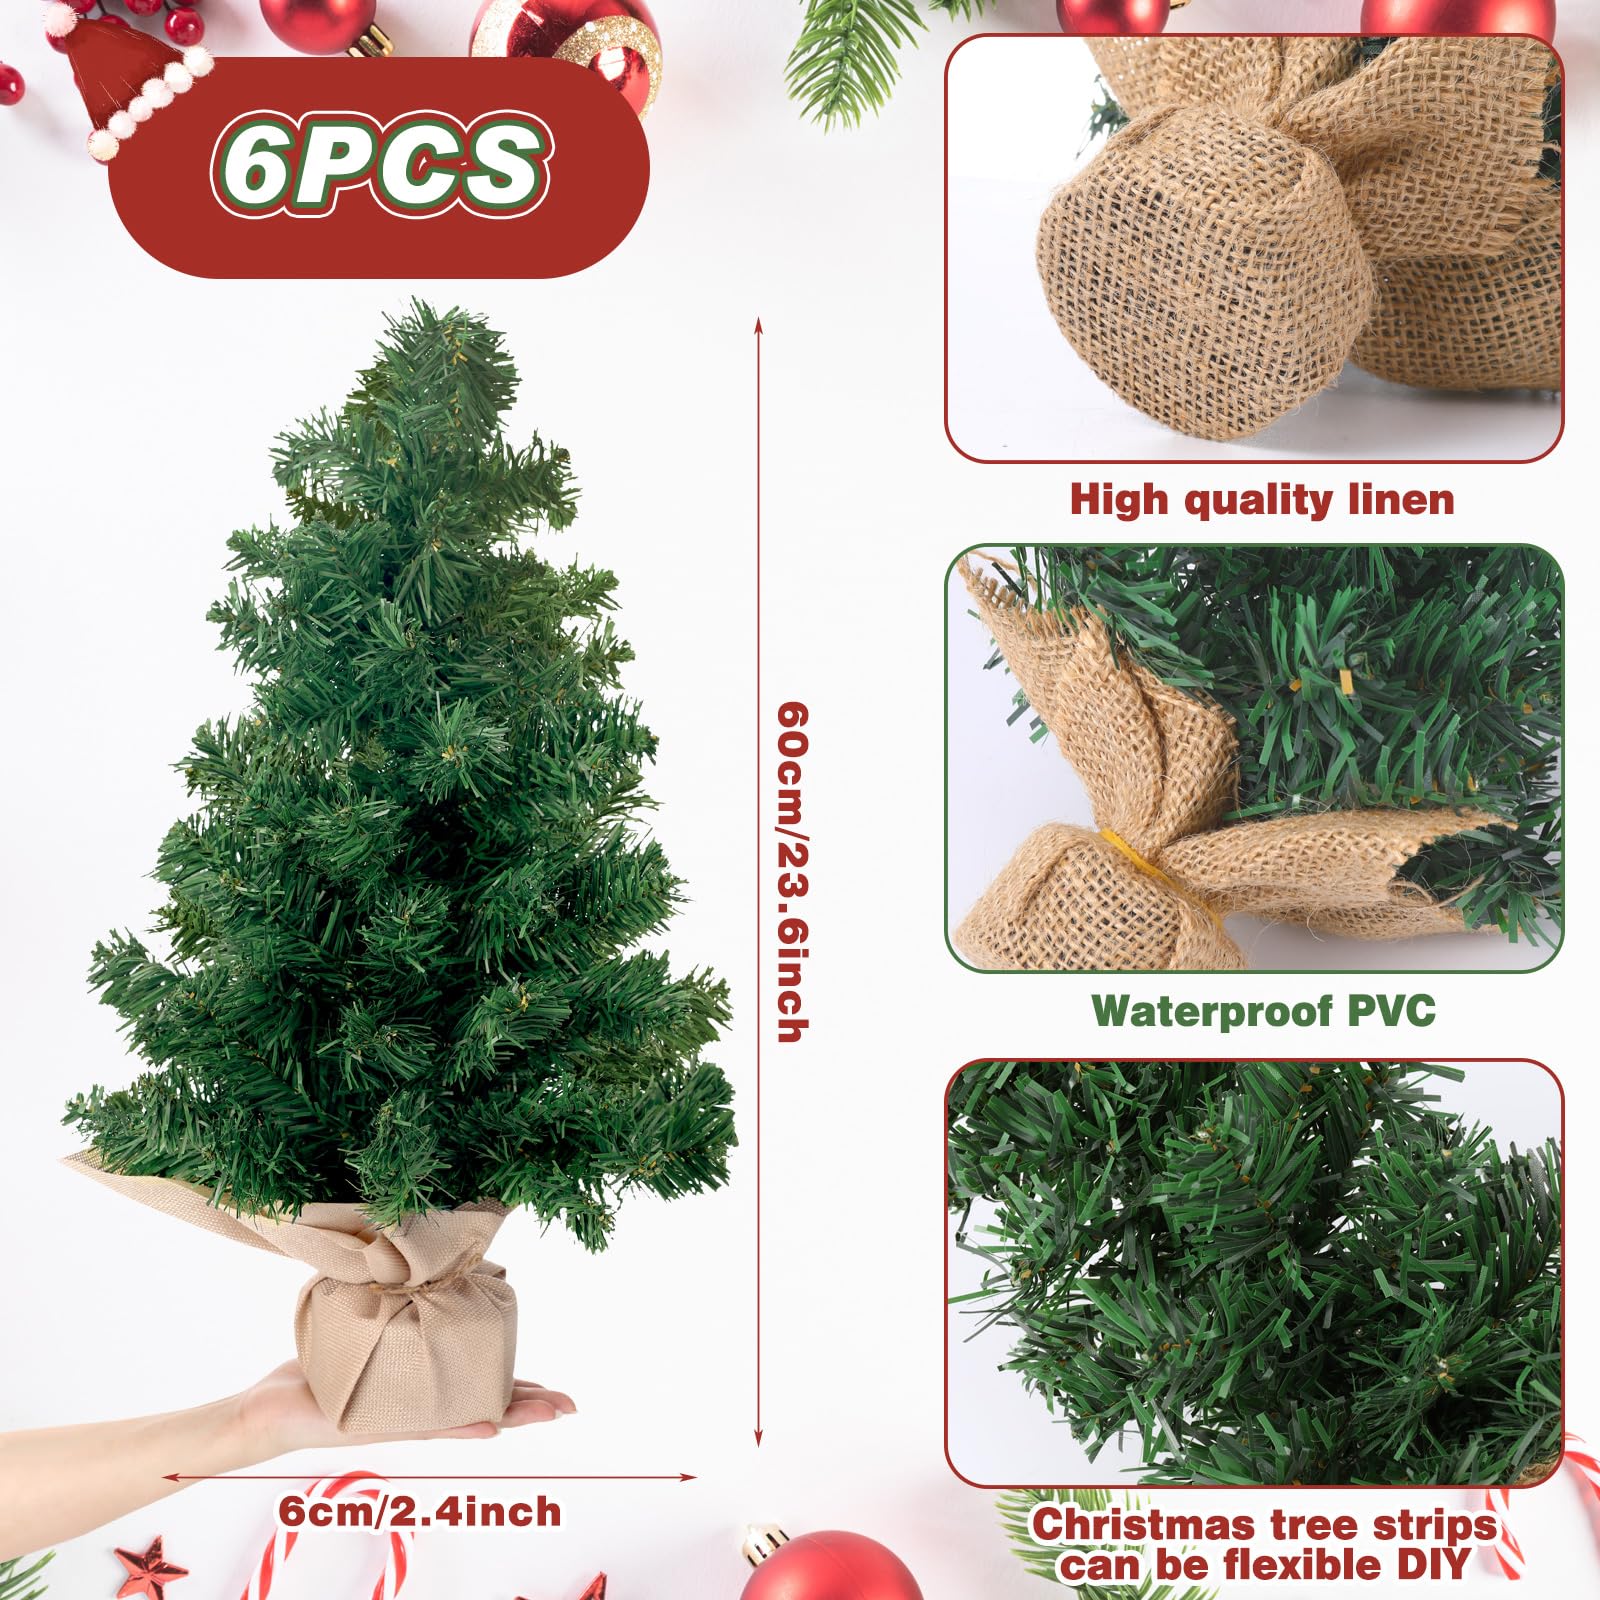 6PCS
60cm/23.6inch
6cm/2.4inch
High quality linen
Waterproof PVC
Christmas tree strips
can be flexible DIY